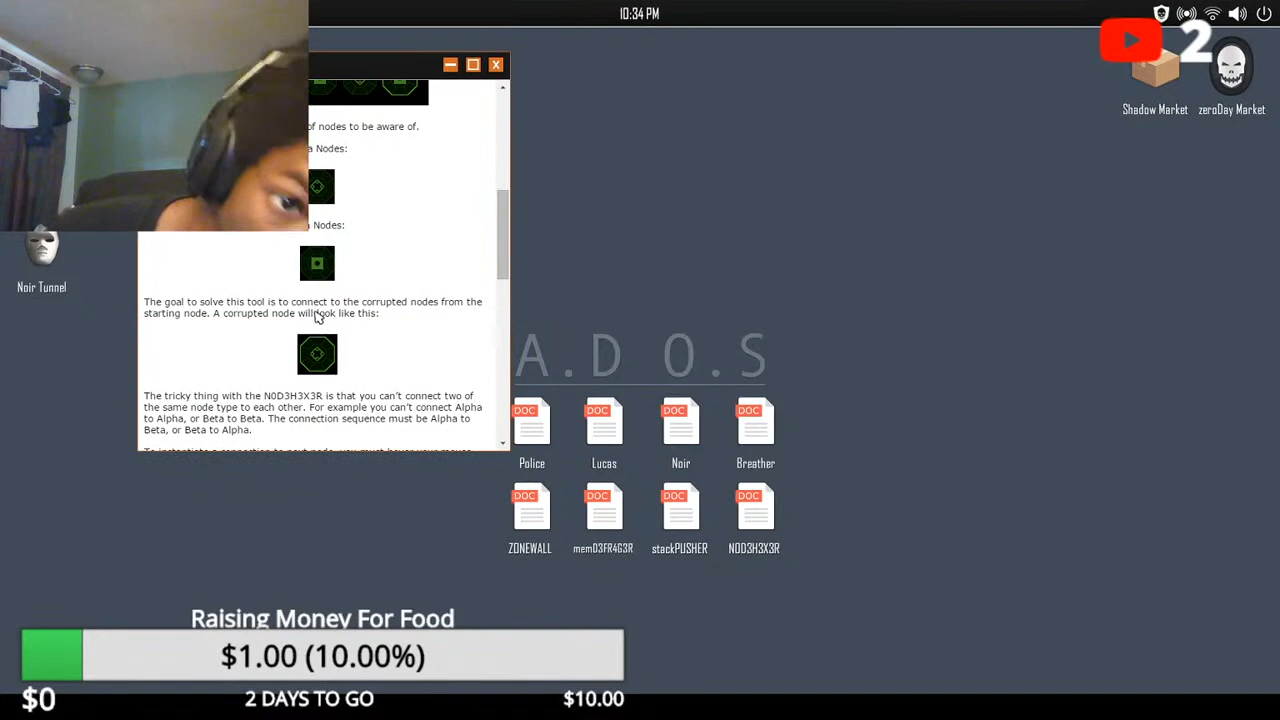 10:34 PM
2
Shadow Market
zeroDay Market
of nodes to be aware of.
a Nodes:
a Nodes:
Noir Tunnel
The goal to solve this tool is to connect to the corrupted nodes from the
starting node. A corrupted node will look like this:
The tricky thing with the N0D3H3X3R is that you can't connect two of
the same node type to each other. For example you can't connect Alpha
to Alpha, or Beta to Beta. The connection sequence must be Alpha to
Beta, or Beta to Alpha.
A.D O.S
DOC
DOC
DOC
DOC
Police
Lucas
Noir
Breather
DOC
DOC
DOC
DOC
ZONEWALL
memD3FR4G3R
stackPUSHER
N0D3H3X3R
Raising Money For Food
$1.00 (10.00%)
$0
2 DAYS TO GO
$10.00